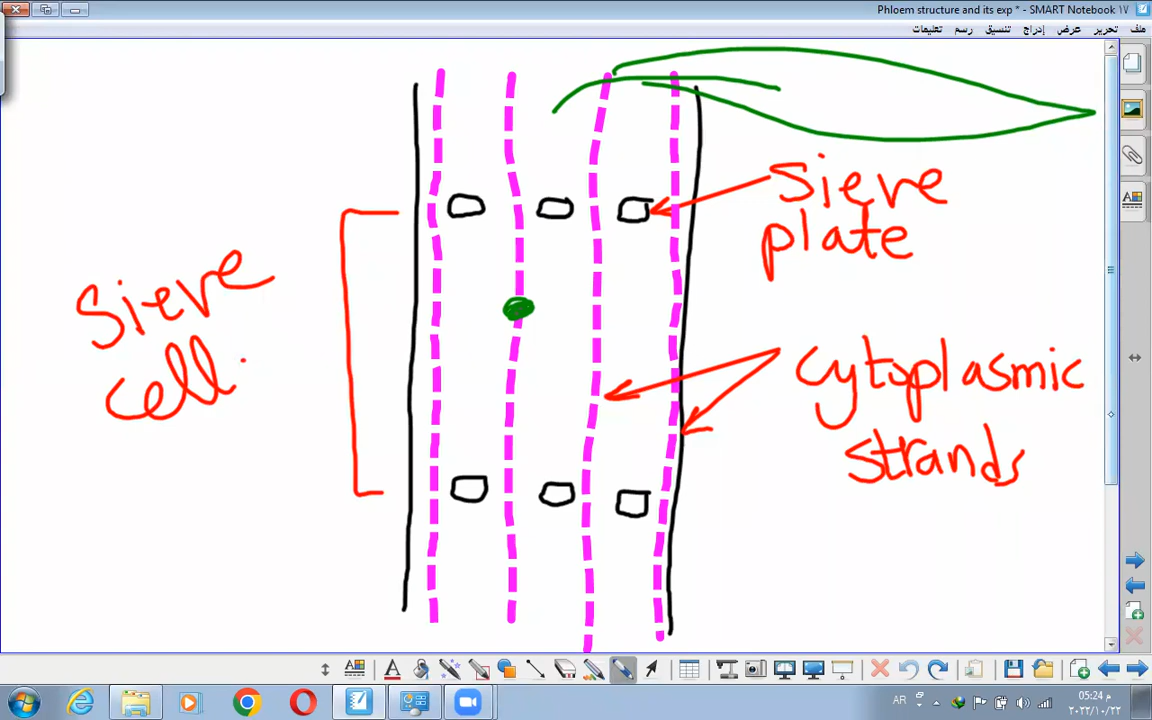 Phloem structure and its exp * - SMART Notebook ١٧
ملف تحرير عرض إدراج تنسيق رسم تعليمات
Sieve
plate
Sieve
cell
cytoplasmic
strands
AR
٠5:24 م
٢٠٢٢/١٠/٢٢